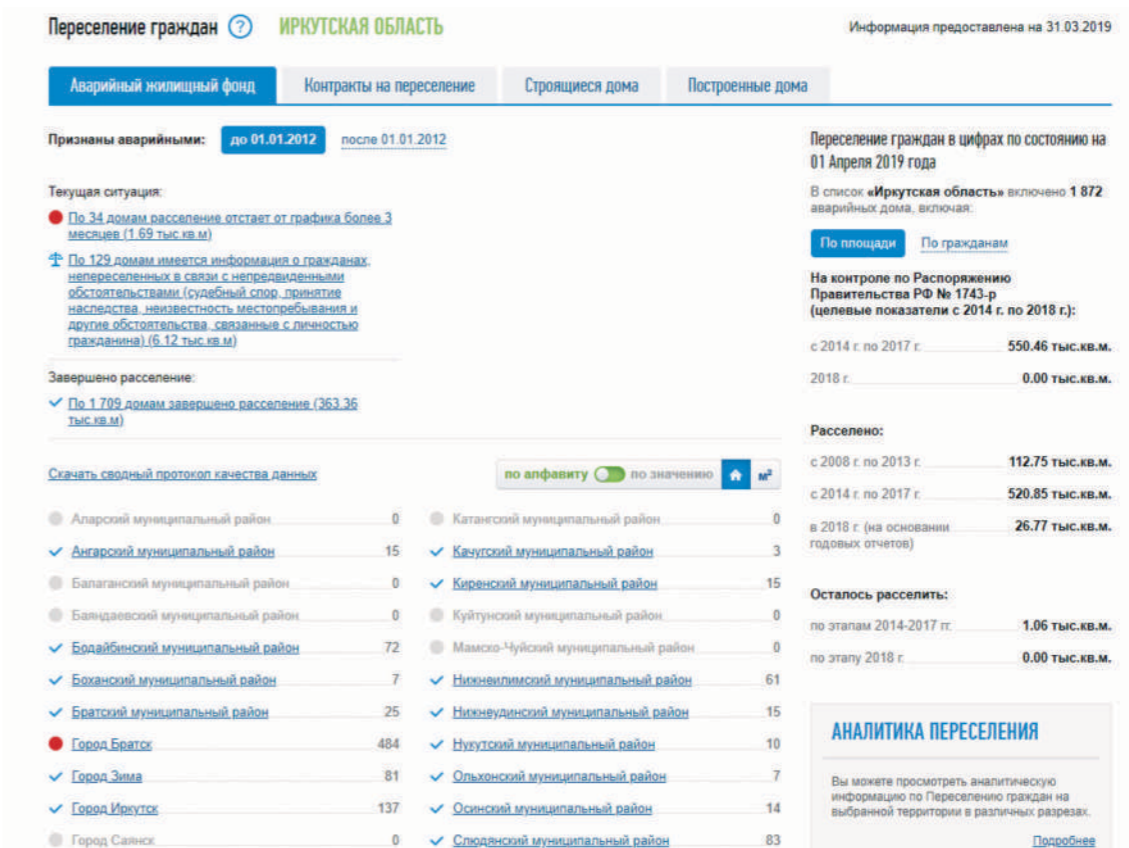 Переселение граждан ? ИРКУТСКАЯ ОБЛАСТЬ
Информация предоставлена на 31.03.2019
Аварийный жилищный фонд
Контракты на переселение
Строящиеся дома
Построенные дома
Признаны аварийными: до 01.01.2012 после 01.01.2012
Текущая ситуация:
По 34 домам расселение отстает от графика более 3
месяцев (1.69 тыс.кв.м)
По 129 домам имеется информация о гражданах,
непереселенных в связи с непредвиденными
обстоятельствами (судебный спор, принятие
наследства, неизвестность местопребывания и
другие обстоятельства, связанные с личностью
гражданина) (6.12 тыс.кв.м)
Завершено расселение:
По 1 709 домам завершено расселение (363.36
тыс.кв.м)
Скачать сводный протокол качества данных
по алфавиту по значению м²
Аларский муниципальный район 0
Ангарский муниципальный район 15
Балаганский муниципальный район 0
Баяндаевский муниципальный район 0
Бодайбинский муниципальный район 72
Боханский муниципальный район 7
Братский муниципальный район 25
Город Братск 484
Город Зима 81
Город Иркутск 137
Город Саянск 0
Катангский муниципальный район 0
Качугский муниципальный район 3
Киренский муниципальный район 15
Куйтунский муниципальный район 0
Мамско-Чуйский муниципальный район 0
Нижнеилимский муниципальный район 61
Нижнеудинский муниципальный район 15
Нукутский муниципальный район 10
Ольхонский муниципальный район 7
Осинский муниципальный район 14
Слюдянский муниципальный район 83
Переселение граждан в цифрах по состоянию на
01 Апреля 2019 года
В список «Иркутская область» включено 1 872
аварийных дома, включая:
По площади По гражданам
На контроле по Распоряжению
Правительства РФ № 1743-р
(целевые показатели с 2014 г. по 2018 г.):
с 2014 г. по 2017 г. 550.46 тыс.кв.м.
2018 г. 0.00 тыс.кв.м.
Расселено:
с 2008 г. по 2013 г. 112.75 тыс.кв.м.
с 2014 г. по 2017 г. 520.85 тыс.кв.м.
в 2018 г. (на основании 26.77 тыс.кв.м.
годовых отчетов)
Осталось расселить:
по этапам 2014-2017 гг. 1.06 тыс.кв.м.
по этапу 2018 г. 0.00 тыс.кв.м.
АНАЛИТИКА ПЕРЕСЕЛЕНИЯ
Вы можете просмотреть аналитическую
информацию по Переселению граждан на
выбранной территории в различных разрезах.
Подробнее